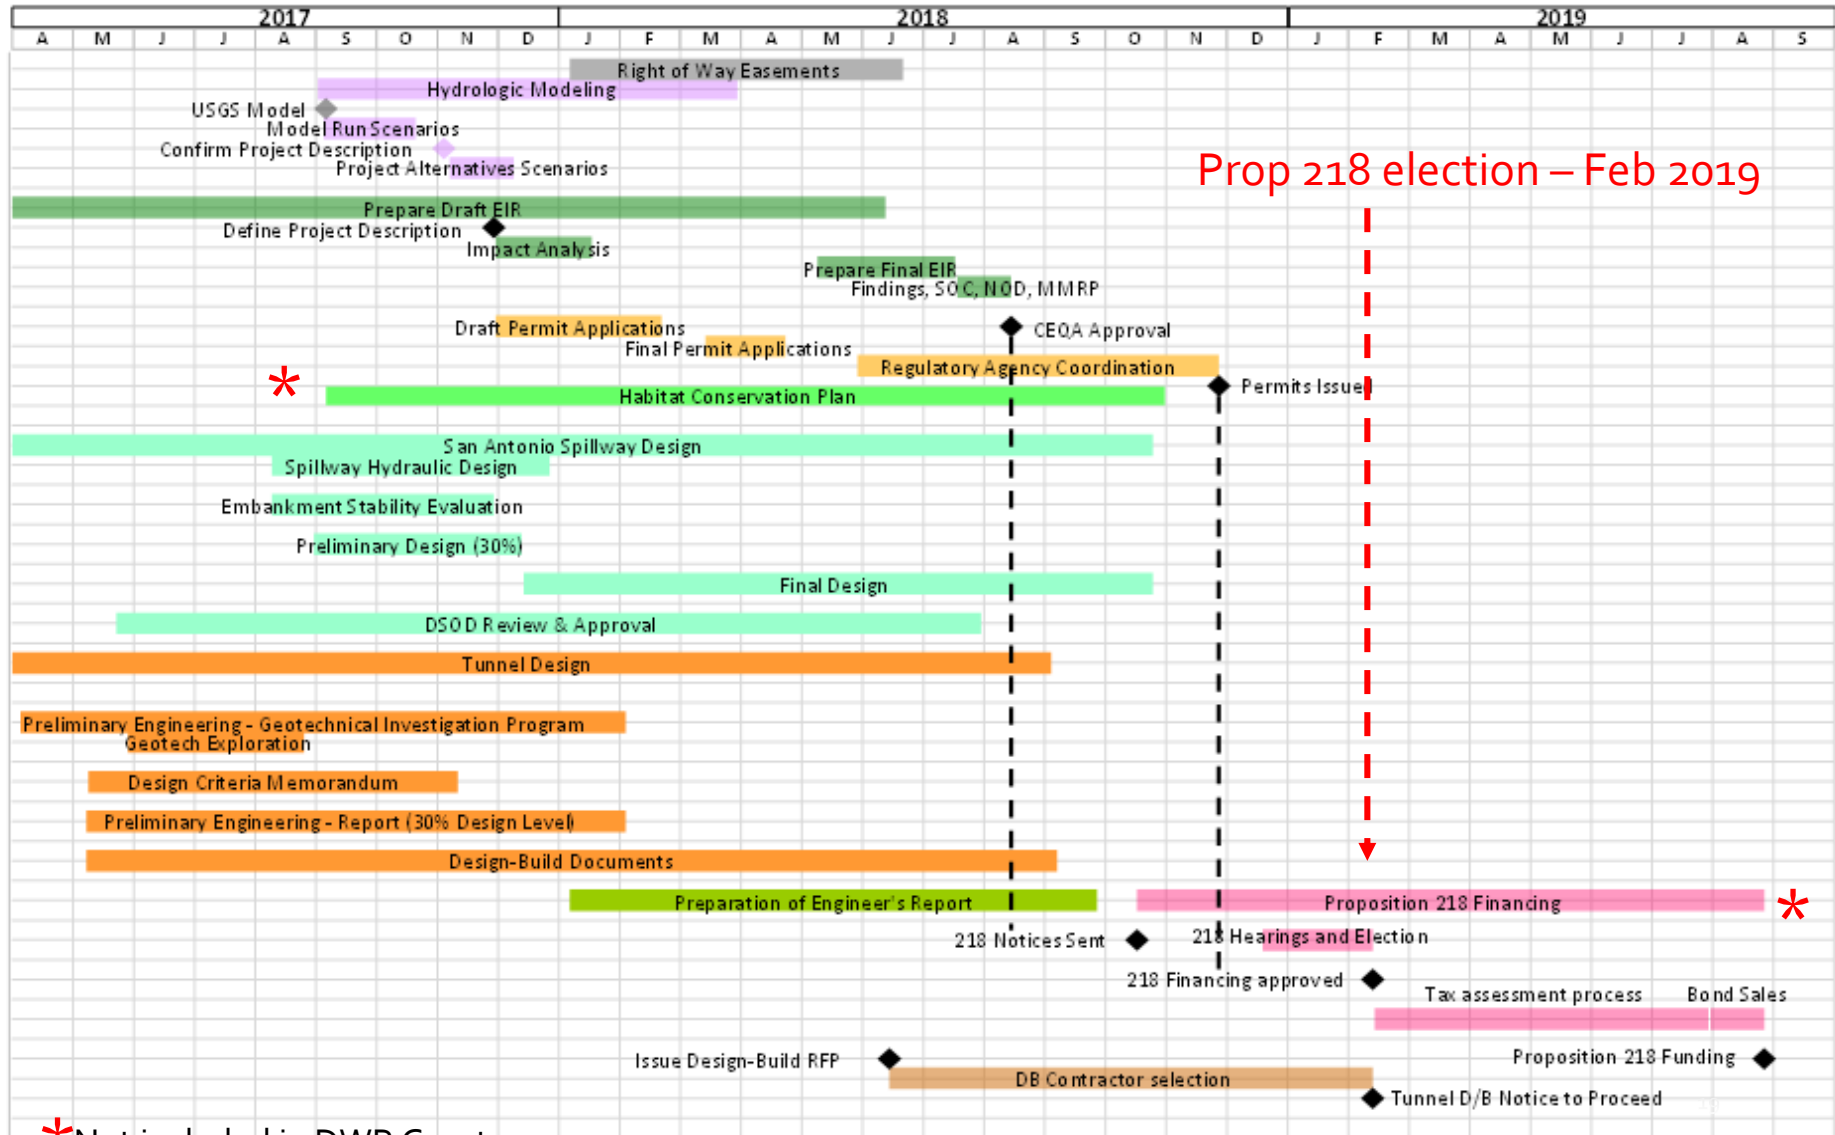 2017 2018 2019
A M J J A S O N D J F M A M J J A S O N D J F M A M J J A S
Right of Way Easements
Hydrologic Modeling
USGS Model
Model Run Scenarios
Confirm Project Description
Project Alternatives Scenarios
Prop 218 election – Feb 2019
Prepare Draft EIR
Define Project Description
Impact Analysis
Prepare Final EIR
Findings, SOC, NOD, MMRP
Draft Permit Applications
CEQA Approval
Final Permit Applications
Regulatory Agency Coordination
* Permits Issued
Habitat Conservation Plan
San Antonio Spillway Design
Spillway Hydraulic Design
Embankment Stability Evaluation
Preliminary Design (30%)
Final Design
DSOD Review & Approval
Tunnel Design
Preliminary Engineering - Geotechnical Investigation Program
Geotech Exploration
Design Criteria Memorandum
Preliminary Engineering - Report (30% Design Level)
Design-Build Documents
Preparation of Engineer's Report
Proposition 218 Financing *
218 Notices Sent
218 Hearings and Election
218 Financing approved
Tax assessment process
Bond Sales
Issue Design-Build RFP
Proposition 218 Funding
DB Contractor selection
Tunnel D/B Notice to Proceed
* Not included in DWR Grant